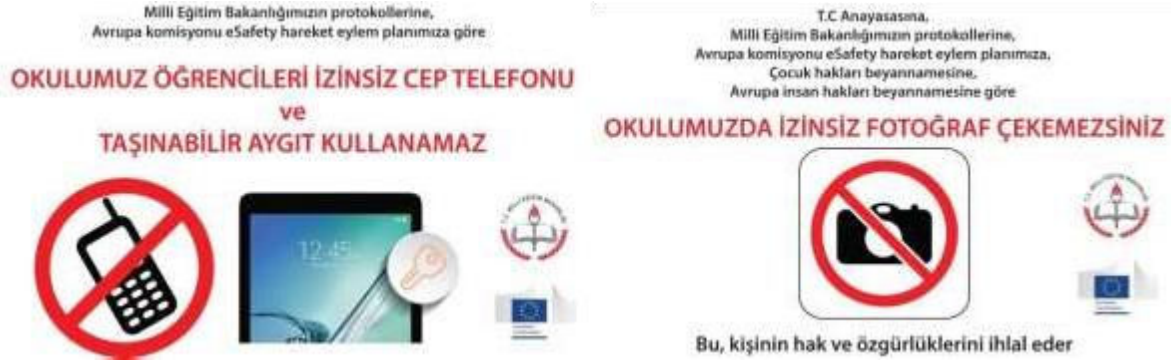 Milli Eğitim Bakanlığımızın protokollerine,
Avrupa komisyonu eSafety hareket eylem planımıza göre
OKULUMUZ ÖĞRENCİLERİ İZİNSİZ CEP TELEFONU
ve
TAŞINABİLİR AYGIT KULLANAMAZ
12:45
T.C Anayasasına,
Milli Eğitim Bakanlığımızın protokollerine,
Avrupa komisyonu eSafety hareket eylem planımıza,
Çocuk hakları beyannamesine,
Avrupa insan hakları beyannamesine göre
OKULUMUZDA İZİNSİZ FOTOĞRAF ÇEKEMEZSİNİZ
Bu, kişinin hak ve özgürlüklerini ihlal eder